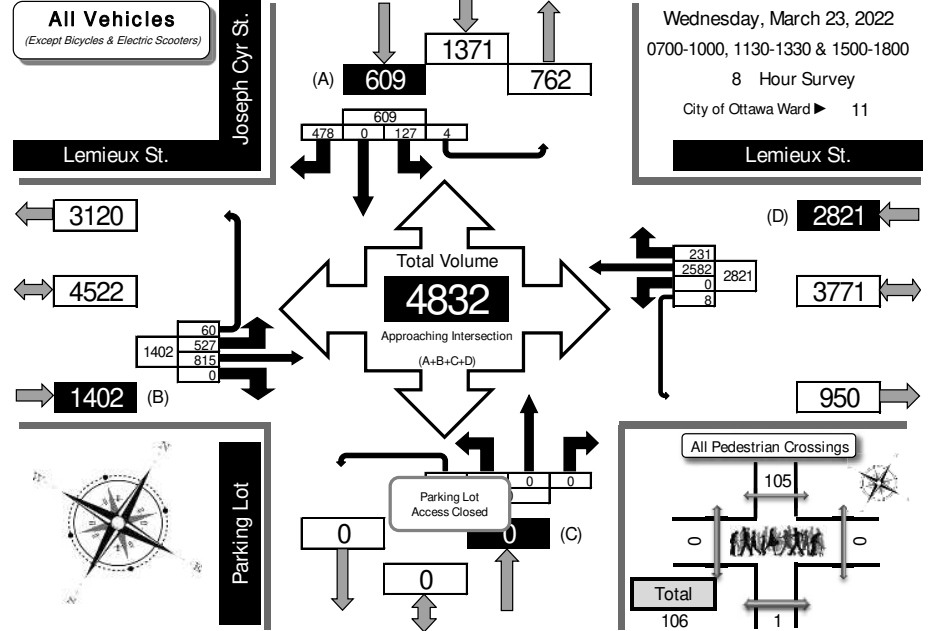 All Vehicles
(Except Bicycles & Electric Scooters)
Joseph Cyr St.
Lemieux St.
1371
(A) 609
762
609
478 0 127 4
Wednesday, March 23, 2022
0700-1000, 1130-1330 & 1500-1800
8 Hour Survey
City of Ottawa Ward ► 11
Lemieux St.
3120
4522
1402 (B)
1402
60
527
815
0
Total Volume
4832
Approaching Intersection
(A+B+C+D)
231
2582
0
8
2821
(D) 2821
3771
950
Parking Lot
0 0
Parking Lot
Access Closed
0
0 (C)
0
All Pedestrian Crossings
105
0
0
Total
106
1